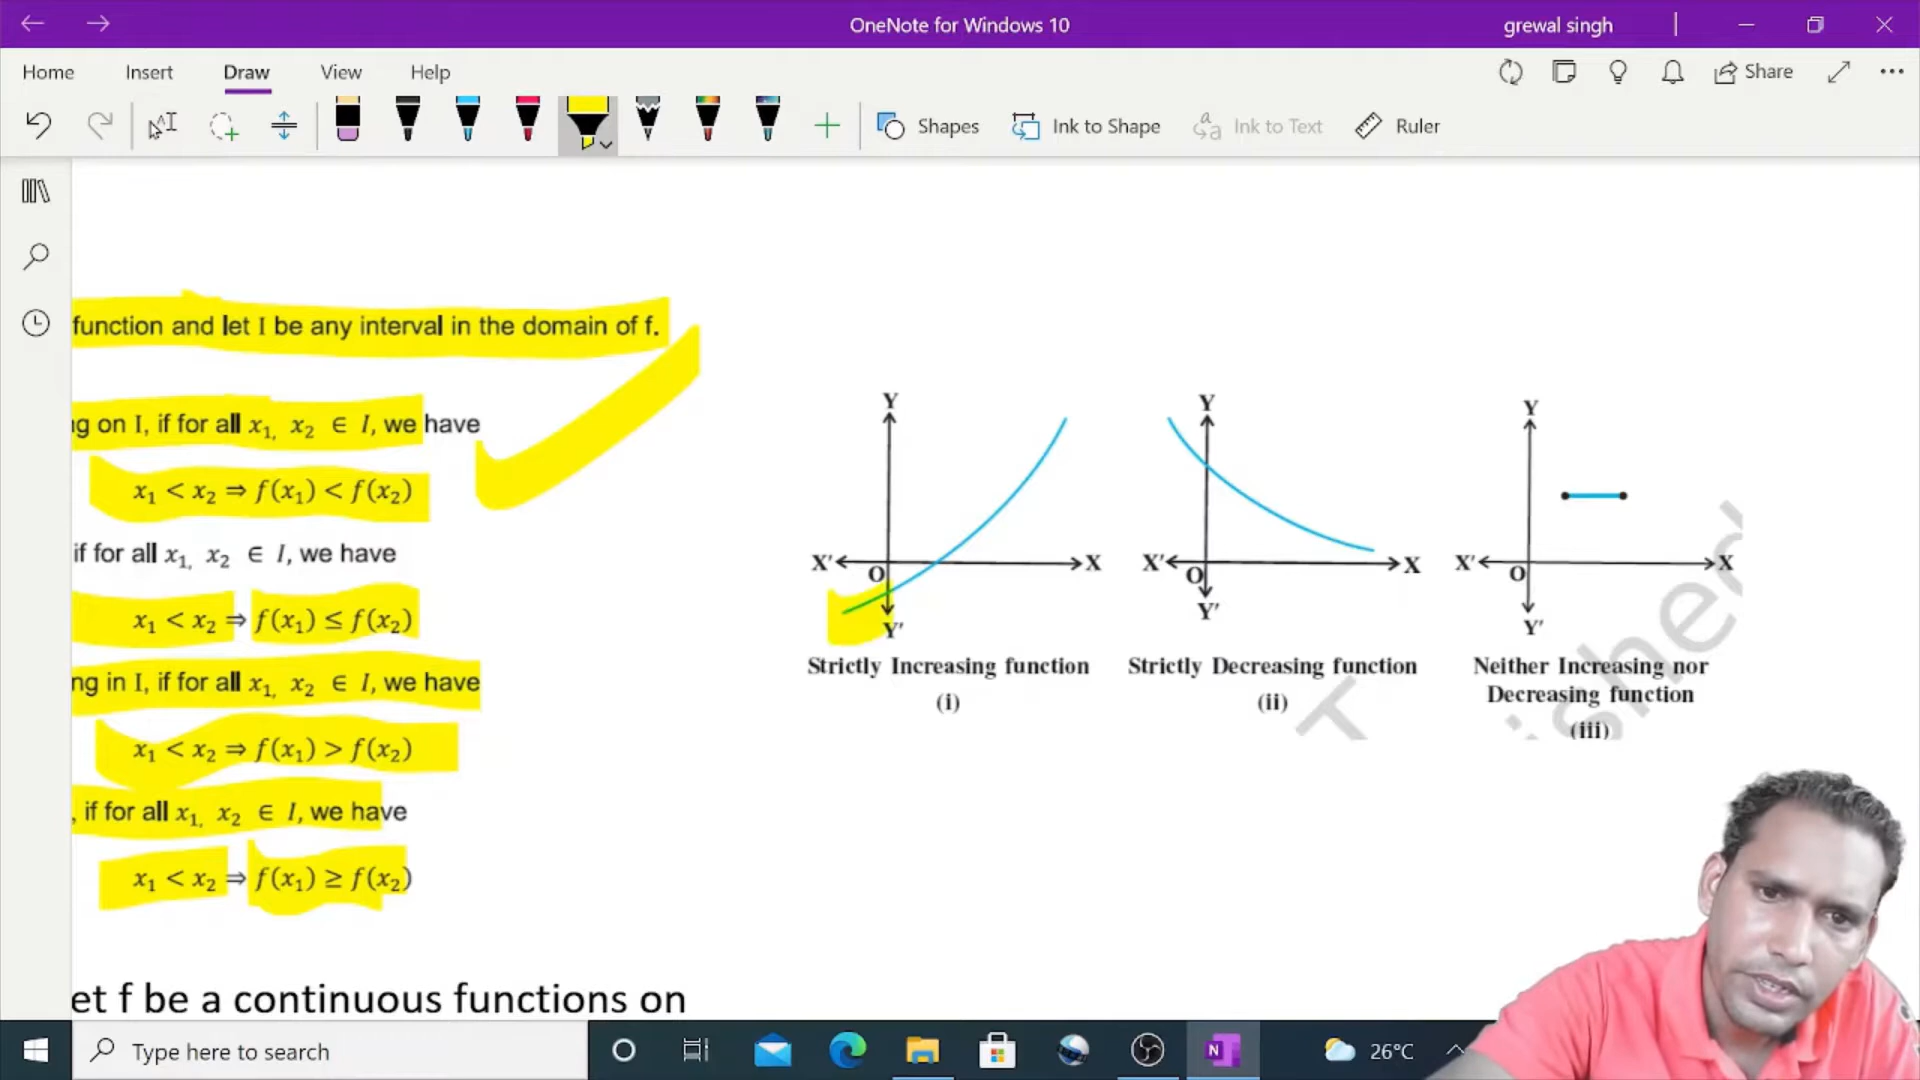 OneNote for Windows 10
grewal singh
Home Insert Draw View Help
Share
Shapes
Ink to Shape
Ink to Text
Ruler
function and let I be any interval in the domain of f.
g on I, if for all x₁, x₂ ∈ I, we have
x₁ < x₂ ⇒ f(x₁) < f(x₂)
if for all x₁, x₂ ∈ I, we have
x₁ < x₂ ⇒ f(x₁) ≤ f(x₂)
ng in I, if for all x₁, x₂ ∈ I, we have
x₁ < x₂ ⇒ f(x₁) > f(x₂)
, if for all x₁, x₂ ∈ I, we have
x₁ < x₂ ⇒ f(x₁) ≥ f(x₂)
et f be a continuous functions on
Y
X′ O X
Y′
Strictly Increasing function
(i)
Y
X′ O X
Y′
Strictly Decreasing function
(ii)
Y
X′ O X
Y′
Neither Increasing nor
Decreasing function
(iii)
Type here to search
26°C